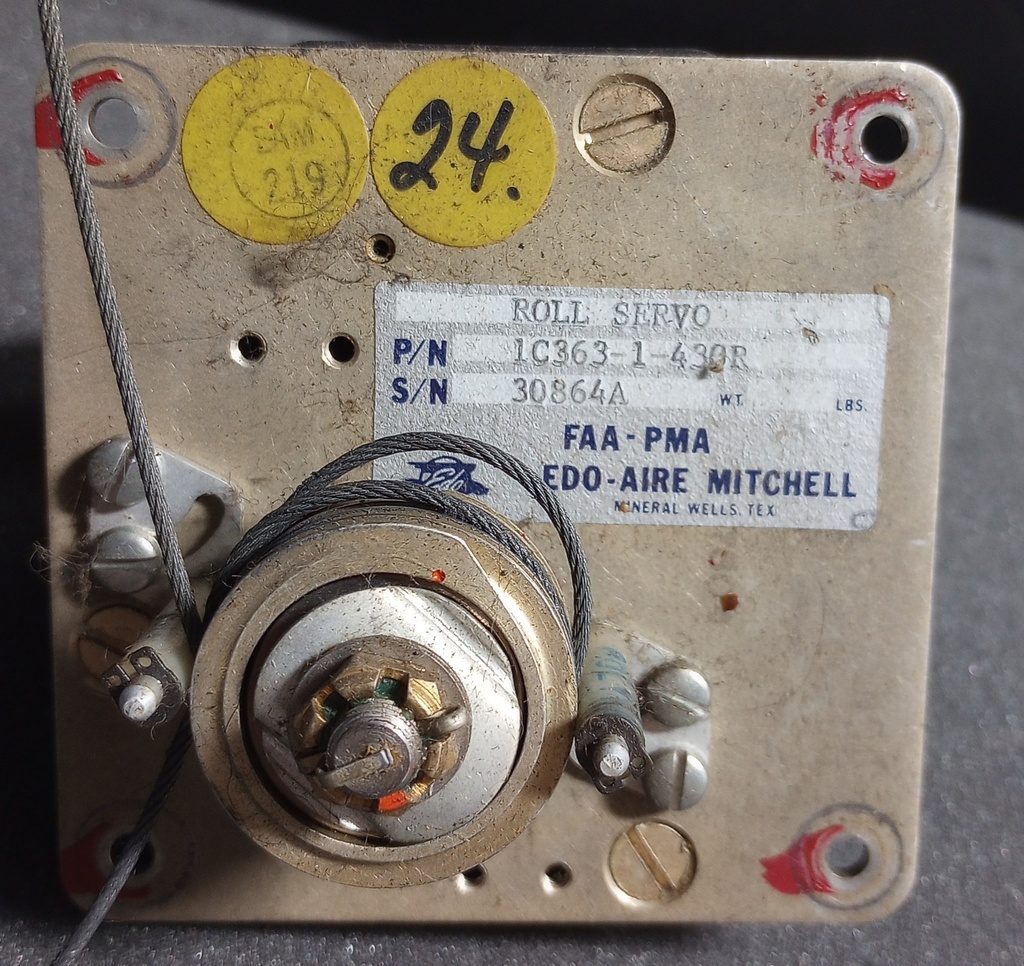 SAM
219
24.
ROLL SERVO
P/N 1C363-1-430R
S/N 30864A WT. LBS.
FAA-PMA
Edo
EDO-AIRE MITCHELL
MINERAL WELLS, TEX